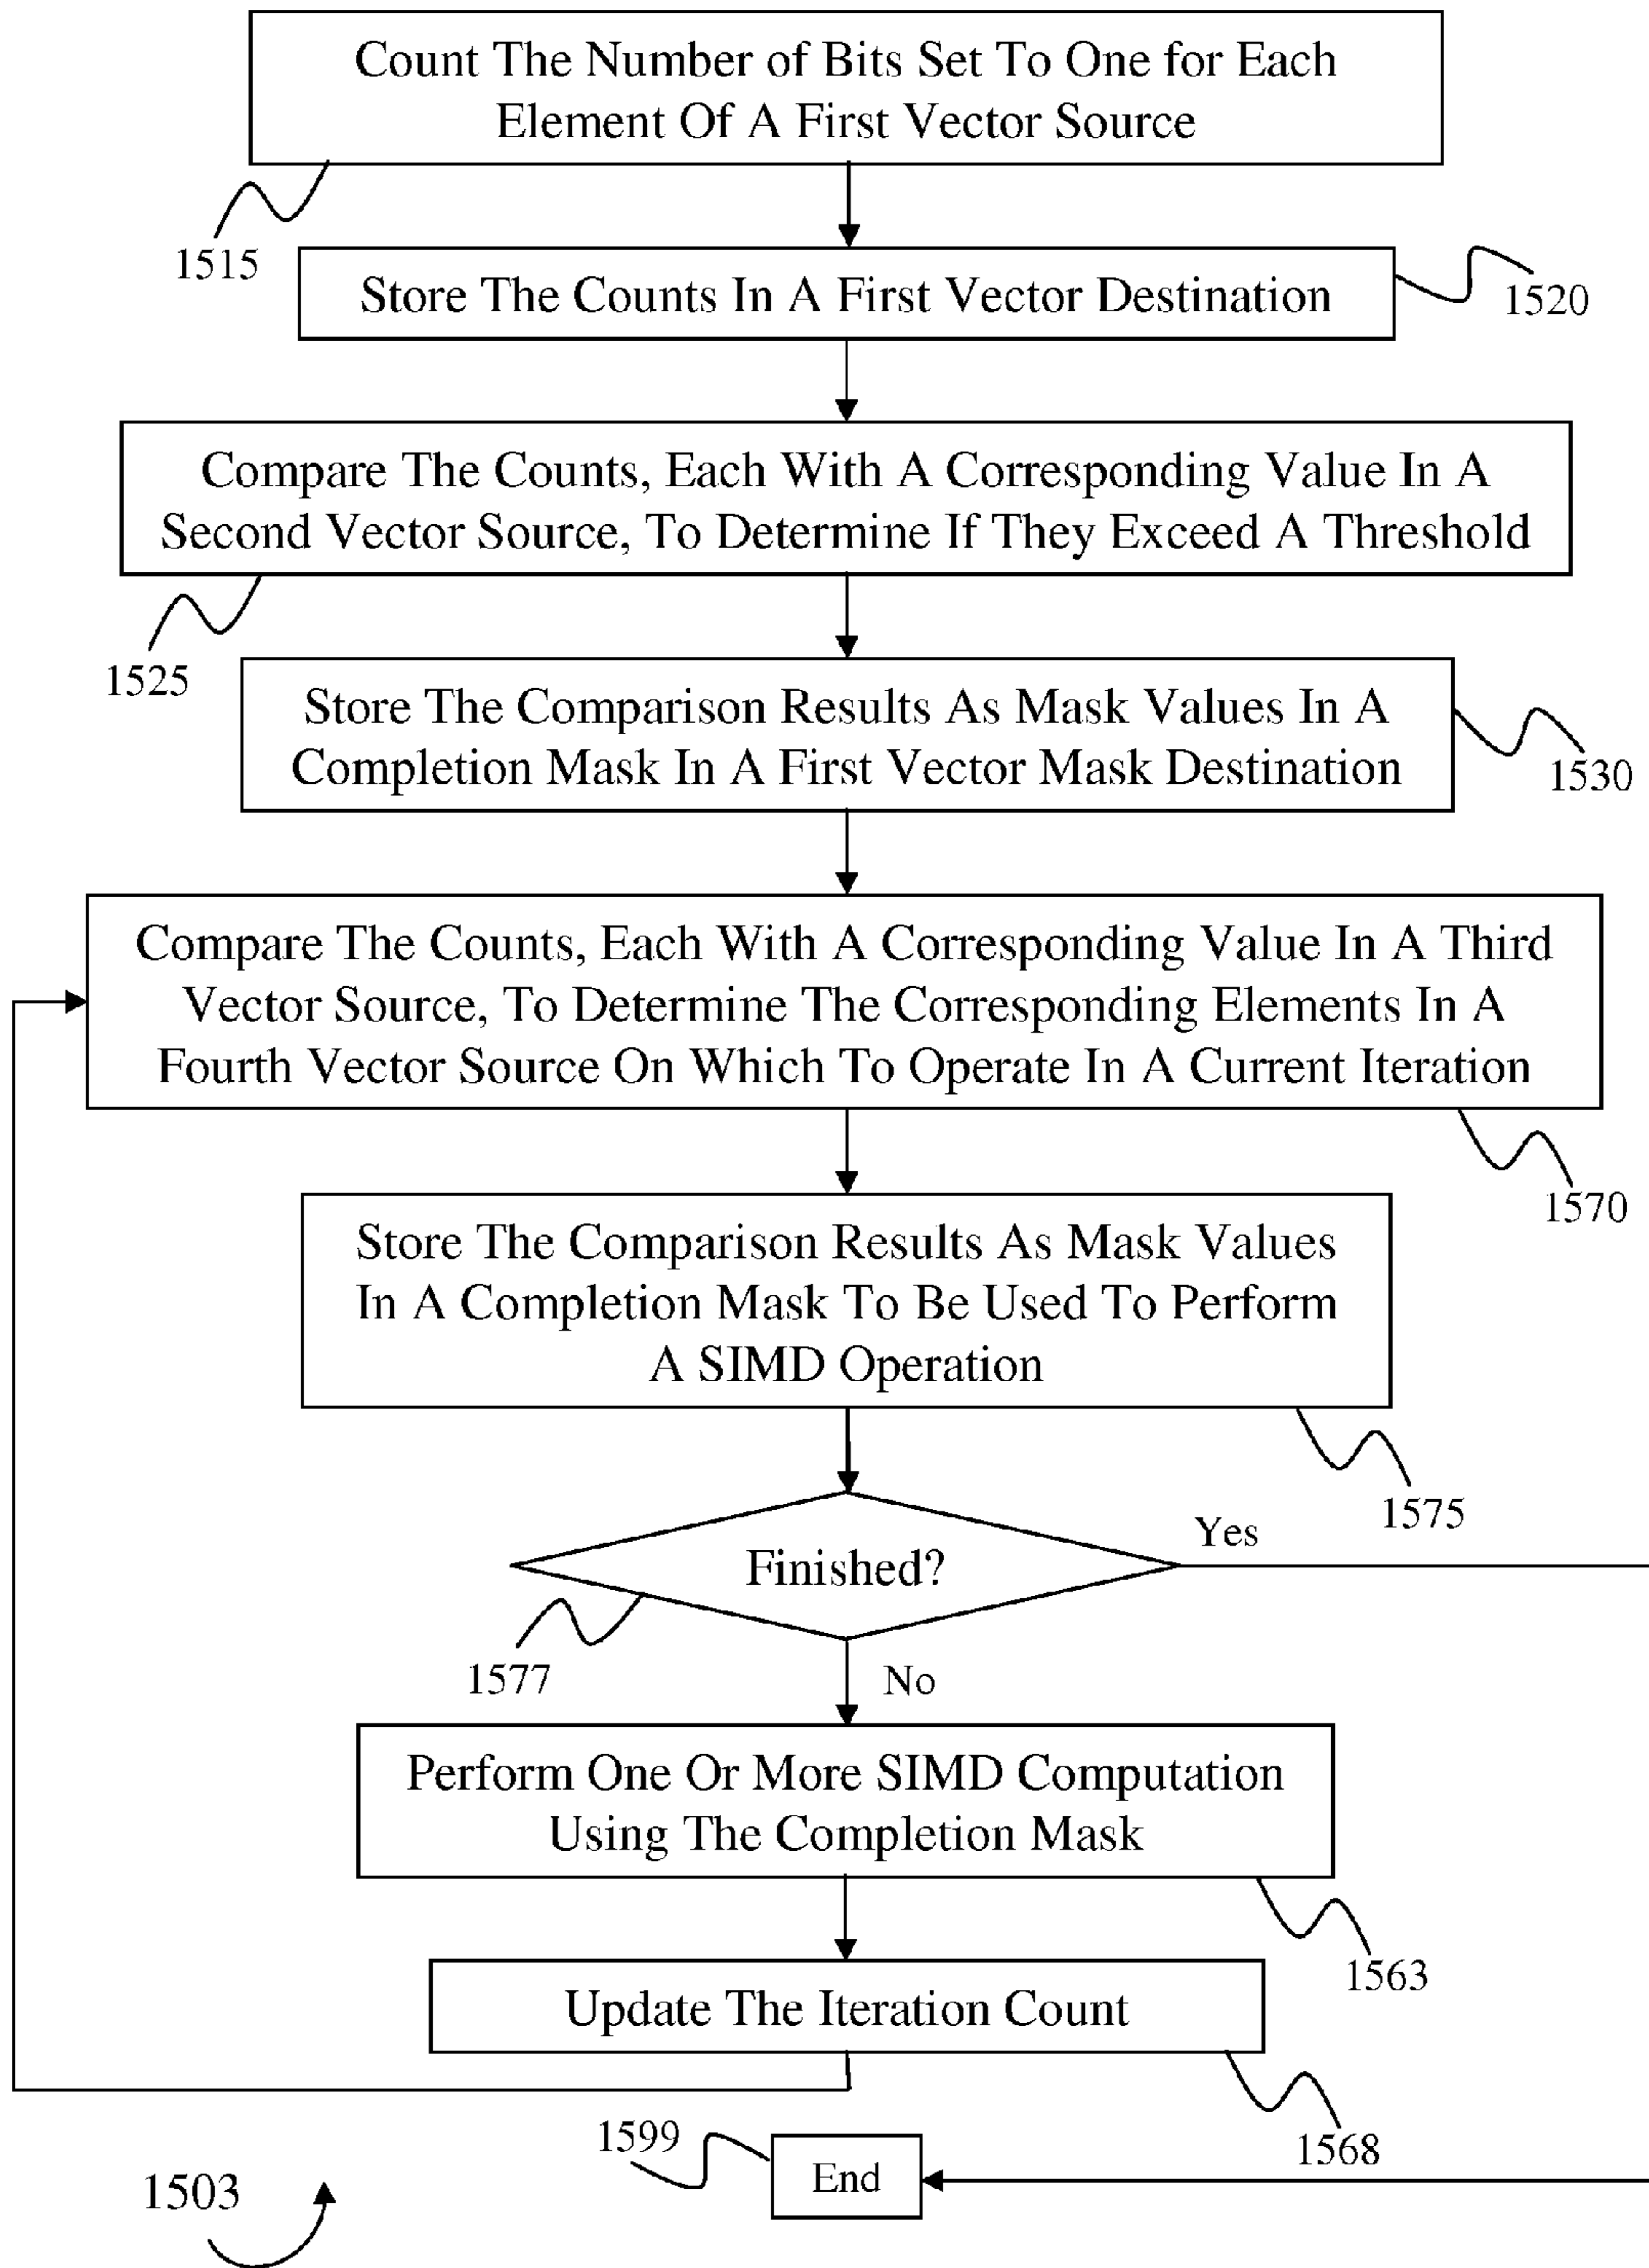 Count The Number of Bits Set To One for Each
Element Of A First Vector Source
1515
Store The Counts In A First Vector Destination
1520
Compare The Counts, Each With A Corresponding Value In A
Second Vector Source, To Determine If They Exceed A Threshold
1525
Store The Comparison Results As Mask Values In A
Completion Mask In A First Vector Mask Destination
1530
Compare The Counts, Each With A Corresponding Value In A Third
Vector Source, To Determine The Corresponding Elements In A
Fourth Vector Source On Which To Operate In A Current Iteration
1570
Store The Comparison Results As Mask Values
In A Completion Mask To Be Used To Perform
A SIMD Operation
1575
Yes
Finished?
1577
No
Perform One Or More SIMD Computation
Using The Completion Mask
1563
Update The Iteration Count
1568
1599
End
1503